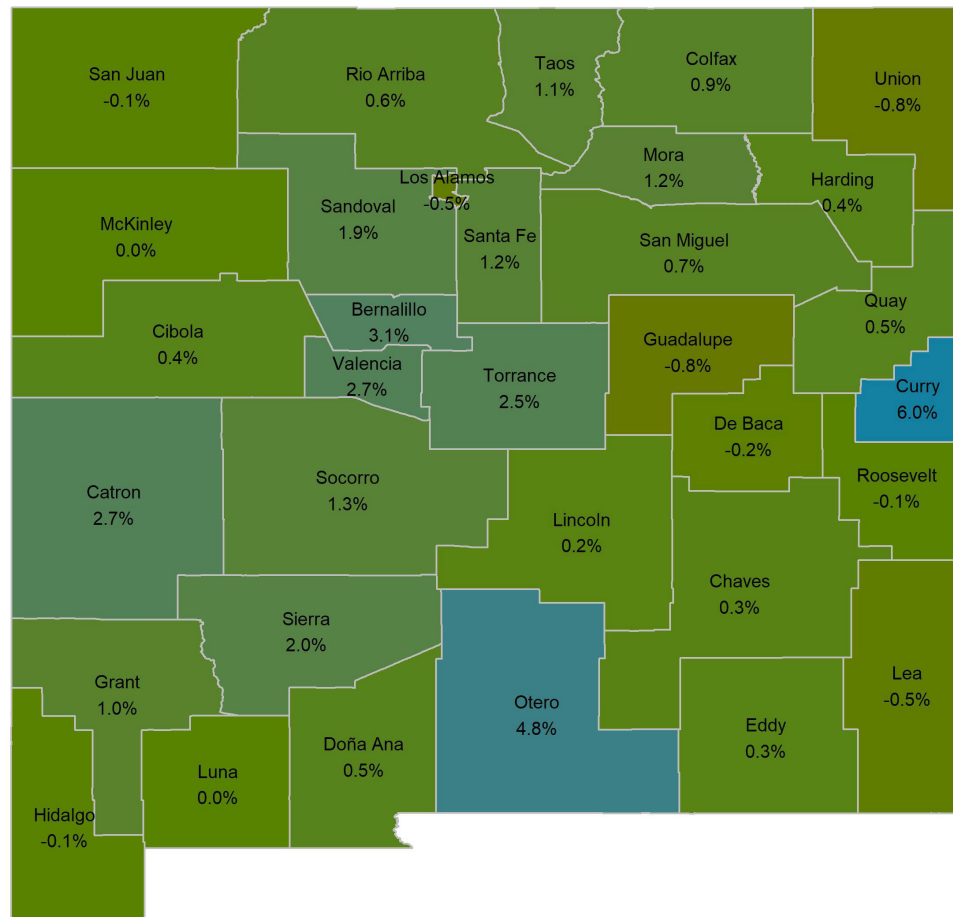 San Juan
-0.1%
Rio Arriba
0.6%
Taos
1.1%
Colfax
0.9%
Union
-0.8%
Mora
1.2%
Harding
0.4%
Los Alamos
-0.5%
McKinley
0.0%
Sandoval
1.9%
Santa Fe
1.2%
San Miguel
0.7%
Quay
0.5%
Cibola
0.4%
Bernalillo
3.1%
Valencia
2.7%
Torrance
2.5%
Guadalupe
-0.8%
Curry
6.0%
De Baca
-0.2%
Roosevelt
-0.1%
Catron
2.7%
Socorro
1.3%
Lincoln
0.2%
Chaves
0.3%
Sierra
2.0%
Grant
1.0%
Otero
4.8%
Lea
-0.5%
Eddy
0.3%
Doña Ana
0.5%
Luna
0.0%
Hidalgo
-0.1%